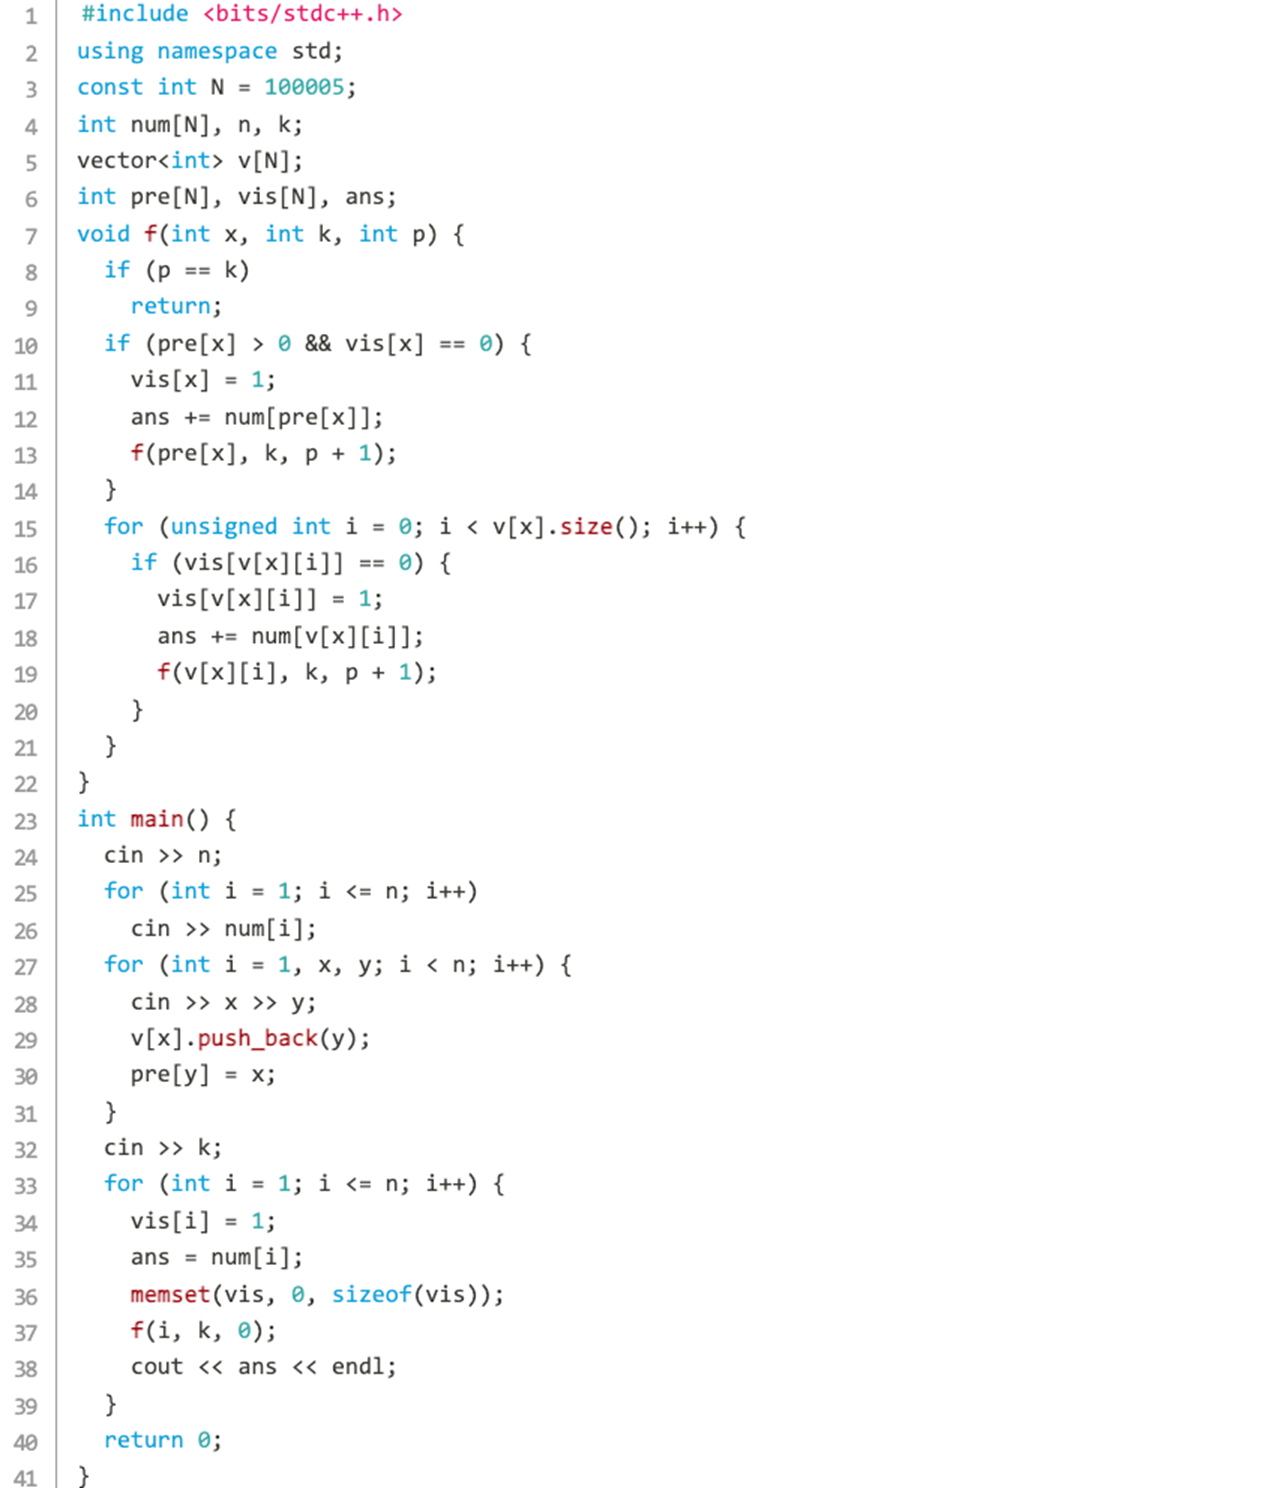 1 #include <bits/stdc++.h>
2 using namespace std;
3 const int N = 100005;
4 int num[N], n, k;
5 vector<int> v[N];
6 int pre[N], vis[N], ans;
7 void f(int x, int k, int p) {
8   if (p == k)
9     return;
10   if (pre[x] > 0 && vis[x] == 0) {
11     vis[x] = 1;
12     ans += num[pre[x]];
13     f(pre[x], k, p + 1);
14   }
15   for (unsigned int i = 0; i < v[x].size(); i++) {
16     if (vis[v[x][i]] == 0) {
17       vis[v[x][i]] = 1;
18       ans += num[v[x][i]];
19       f(v[x][i], k, p + 1);
20     }
21   }
22 }
23 int main() {
24   cin >> n;
25   for (int i = 1; i <= n; i++)
26     cin >> num[i];
27   for (int i = 1, x, y; i < n; i++) {
28     cin >> x >> y;
29     v[x].push_back(y);
30     pre[y] = x;
31   }
32   cin >> k;
33   for (int i = 1; i <= n; i++) {
34     vis[i] = 1;
35     ans = num[i];
36     memset(vis, 0, sizeof(vis));
37     f(i, k, 0);
38     cout << ans << endl;
39   }
40   return 0;
41 }